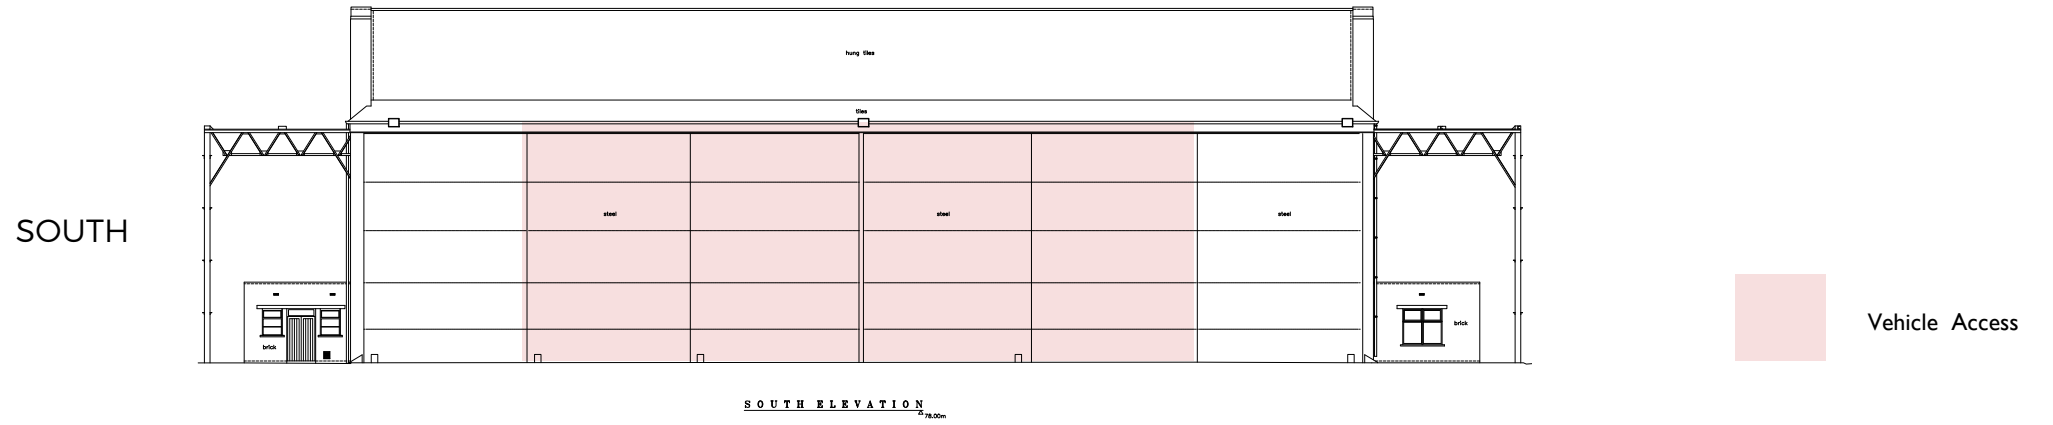 hung tiles
tiles
steel
steel
steel
SOUTH
brick
brick
Vehicle Access
SOUTH ELEVATION
78.00m